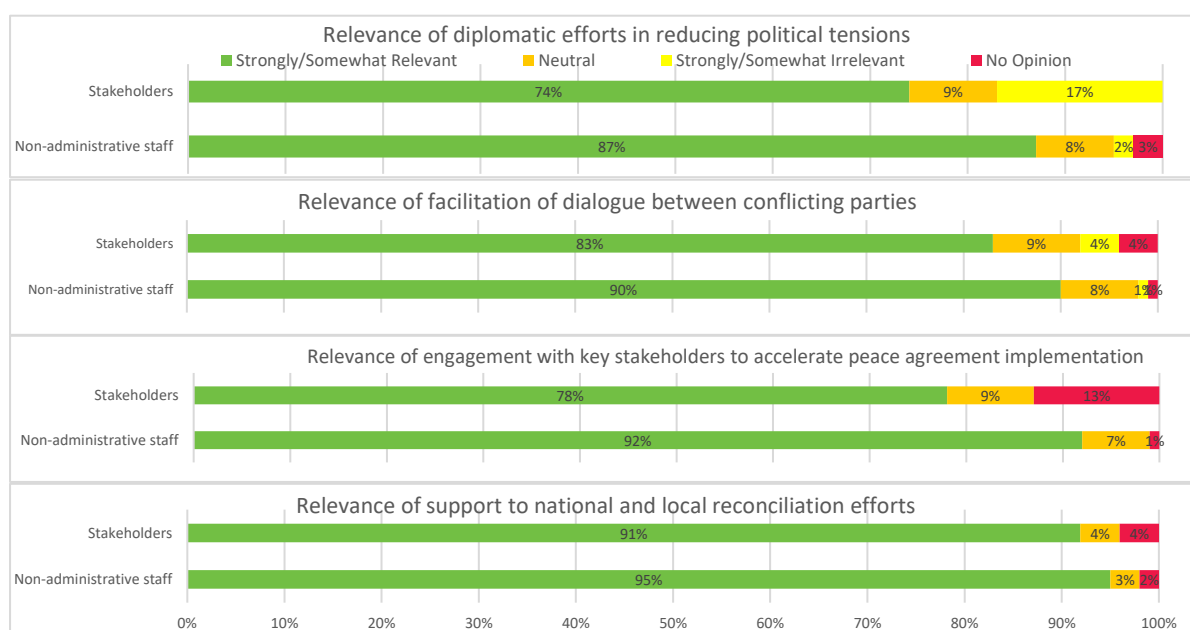 Relevance of diplomatic efforts in reducing political tensions
Strongly/Somewhat Relevant Neutral Strongly/Somewhat Irrelevant No Opinion
Stakeholders 74% 9% 17%
Non-administrative staff 87% 8% 2% 3%
Relevance of facilitation of dialogue between conflicting parties
Stakeholders 83% 9% 4% 4%
Non-administrative staff 90% 8% 1% 1%
Relevance of engagement with key stakeholders to accelerate peace agreement implementation
Stakeholders 78% 9% 13%
Non-administrative staff 92% 7% 1%
Relevance of support to national and local reconciliation efforts
Stakeholders 91% 4% 4%
Non-administrative staff 95% 3% 2%
0% 10% 20% 30% 40% 50% 60% 70% 80% 90% 100%